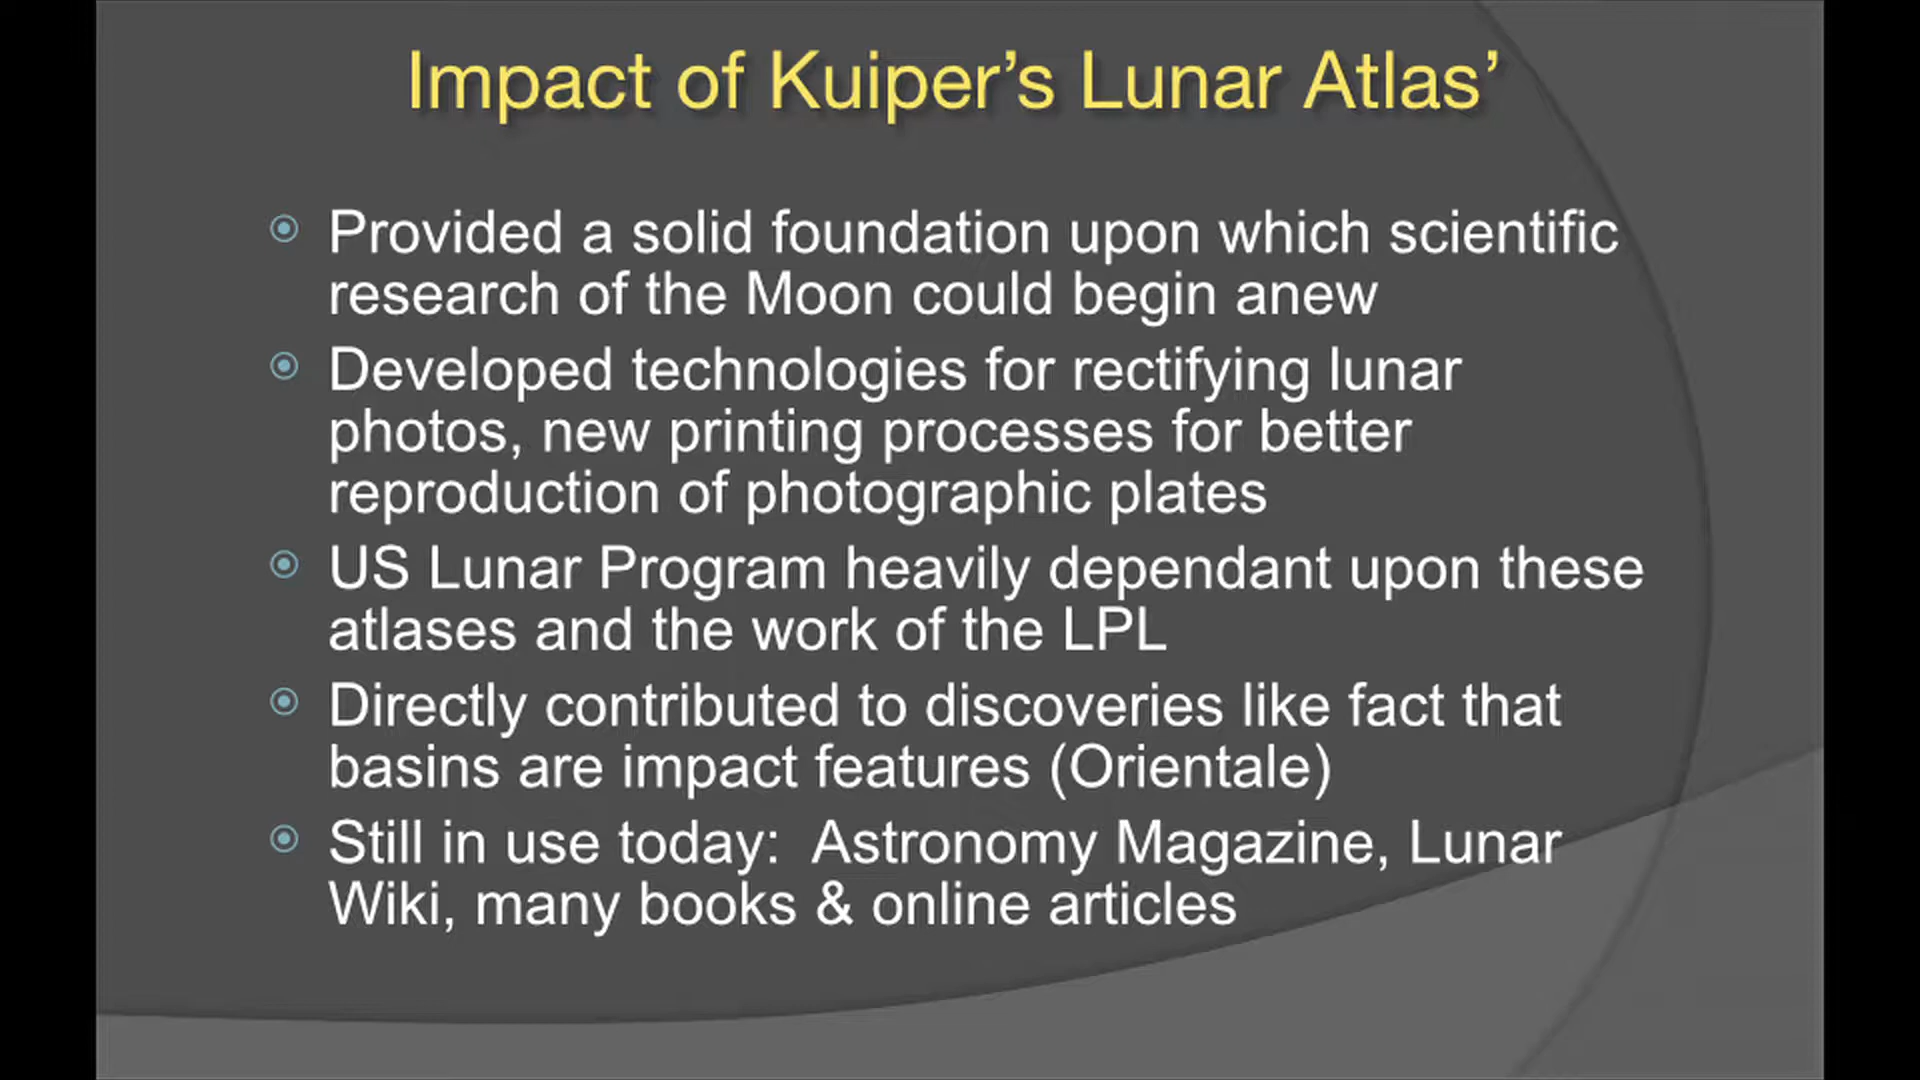 Impact of Kuiper’s Lunar Atlas’
Provided a solid foundation upon which scientific
research of the Moon could begin anew
Developed technologies for rectifying lunar
photos, new printing processes for better
reproduction of photographic plates
US Lunar Program heavily dependant upon these
atlases and the work of the LPL
Directly contributed to discoveries like fact that
basins are impact features (Orientale)
Still in use today:  Astronomy Magazine, Lunar
Wiki, many books & online articles